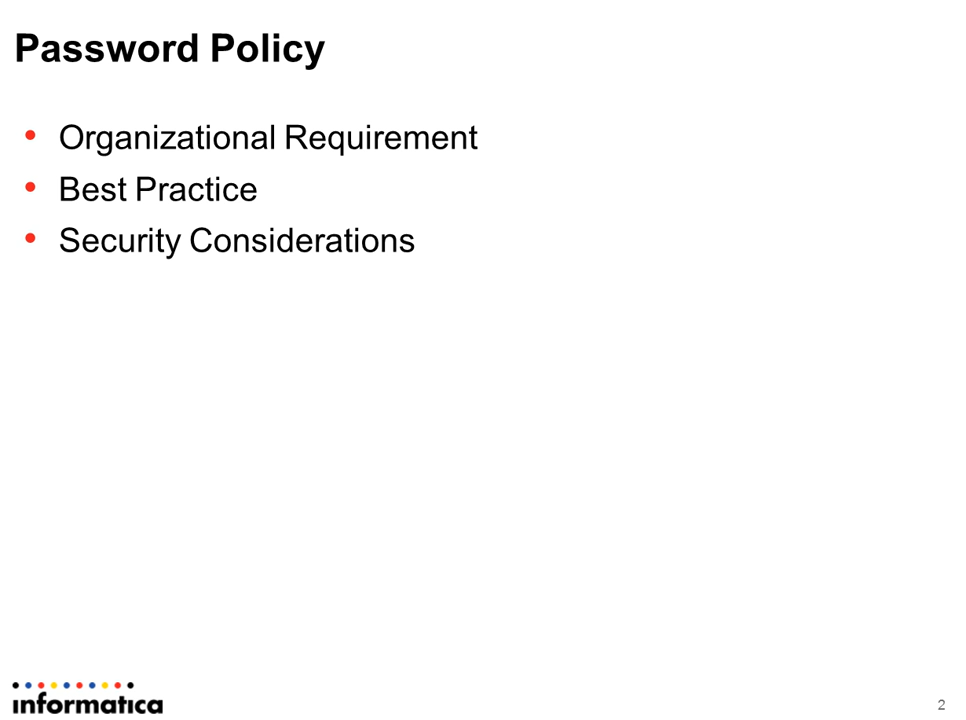 Password Policy
• Organizational Requirement
• Best Practice
• Security Considerations
informatica
2